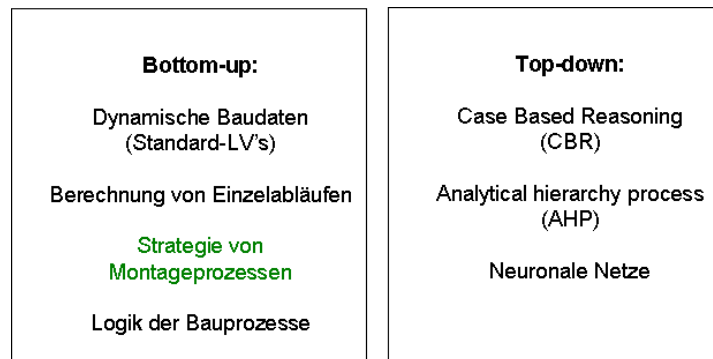 Bottom-up:
Dynamische Baudaten
(Standard-LV's)
Berechnung von Einzelabläufen
Strategie von
Montageprozessen
Logik der Bauprozesse
Top-down:
Case Based Reasoning
(CBR)
Analytical hierarchy process
(AHP)
Neuronale Netze